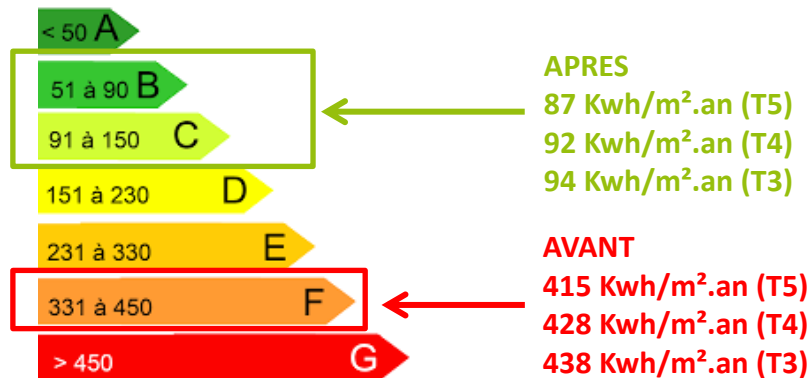 < 50 A
51 à 90 B
91 à 150 C
151 à 230 D
231 à 330 E
331 à 450 F
> 450 G
APRES
87 Kwh/m².an (T5)
92 Kwh/m².an (T4)
94 Kwh/m².an (T3)
AVANT
415 Kwh/m².an (T5)
428 Kwh/m².an (T4)
438 Kwh/m².an (T3)